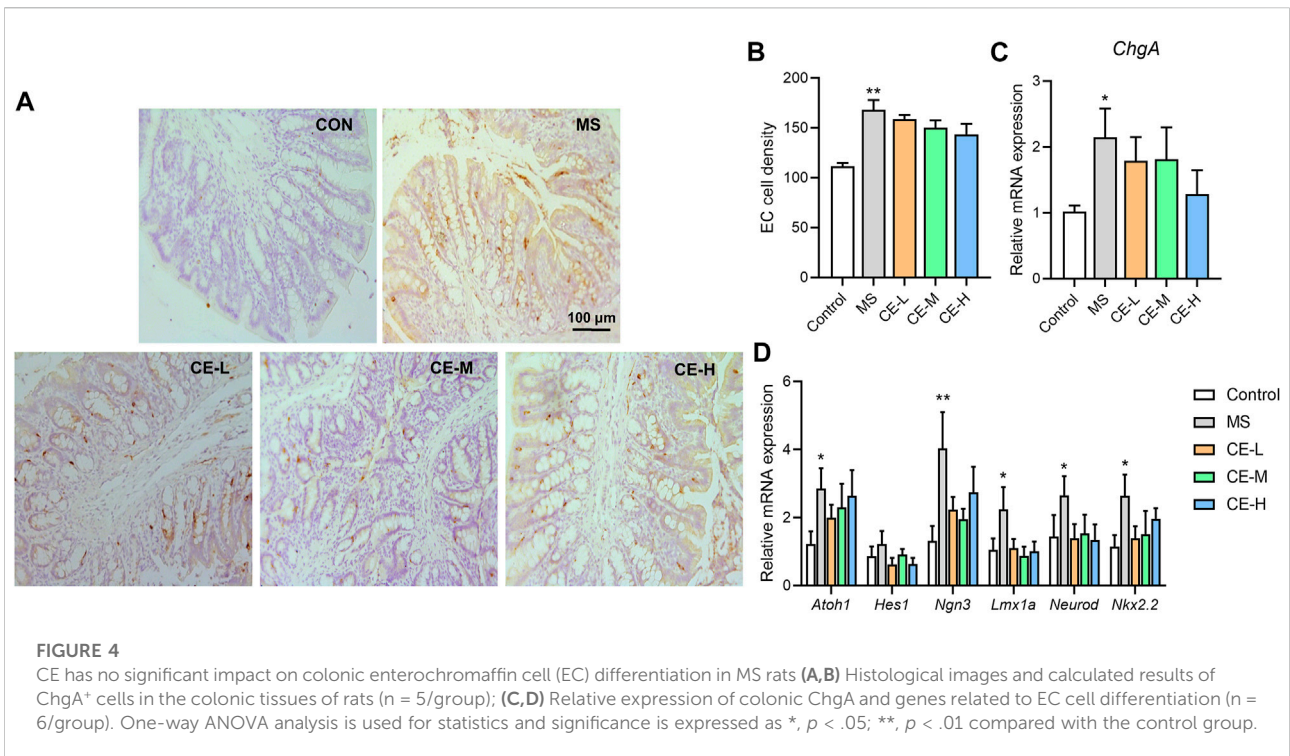 A
CON
MS
100 μm
CE-L
CE-M
CE-H
B
EC cell density
200
150
100
50
0
**
Control
MS
CE-L
CE-M
CE-H
C
ChgA
Relative mRNA expression
3
2
1
0
*
Control
MS
CE-L
CE-M
CE-H
D
Relative mRNA expression
6
4
2
0
*
**
*
*
*
Atoh1
Hes1
Ngn3
Lmx1a
Neurod
Nkx2.2
Control
MS
CE-L
CE-M
CE-H
FIGURE 4
CE has no significant impact on colonic enterochromaffin cell (EC) differentiation in MS rats (A,B) Histological images and calculated results of
ChgA⁺ cells in the colonic tissues of rats (n = 5/group); (C,D) Relative expression of colonic ChgA and genes related to EC cell differentiation (n =
6/group). One-way ANOVA analysis is used for statistics and significance is expressed as *, p < .05; **, p < .01 compared with the control group.